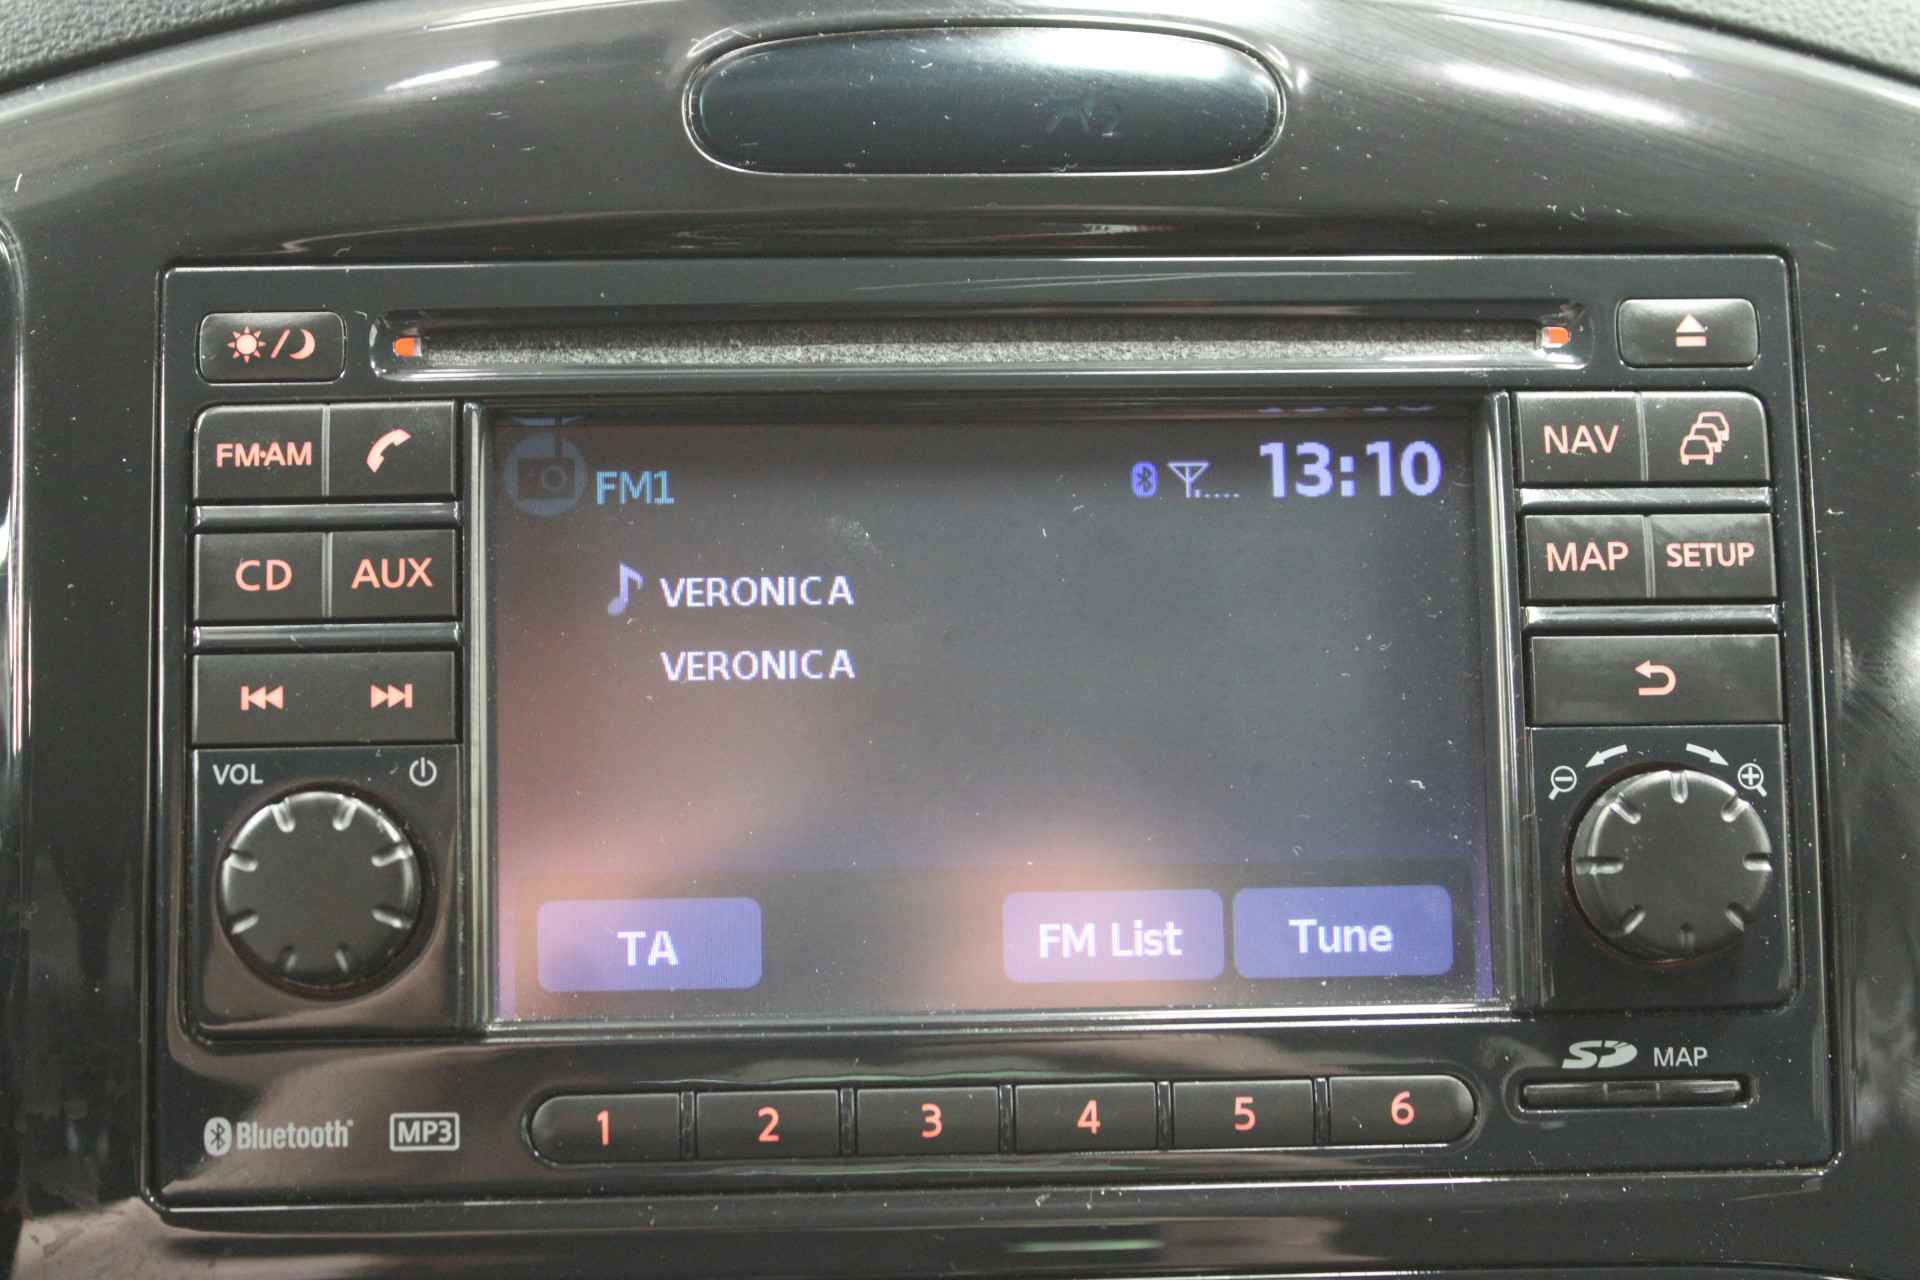 FM·AM
CD AUX
VOL
FM1
13:10
VERONICA
VERONICA
TA FM List Tune
NAV
MAP SETUP
SD MAP
Bluetooth MP3
1 2 3 4 5 6